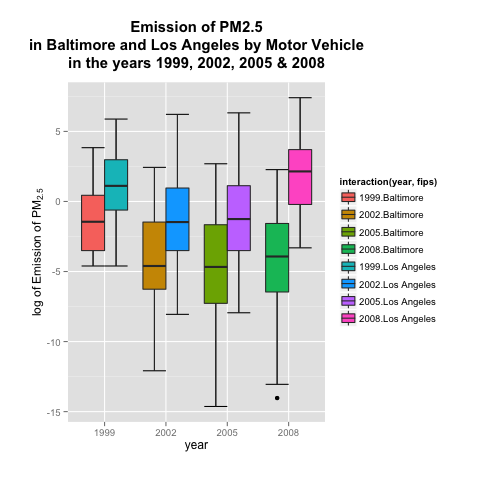 Emission of PM2.5
in Baltimore and Los Angeles by Motor Vehicle
in the years 1999, 2002, 2005 & 2008
log of Emission of PM2.5
5
0
-5
-10
-15
1999 2002 2005 2008
year
interaction(year, fips)
1999.Baltimore
2002.Baltimore
2005.Baltimore
2008.Baltimore
1999.Los Angeles
2002.Los Angeles
2005.Los Angeles
2008.Los Angeles